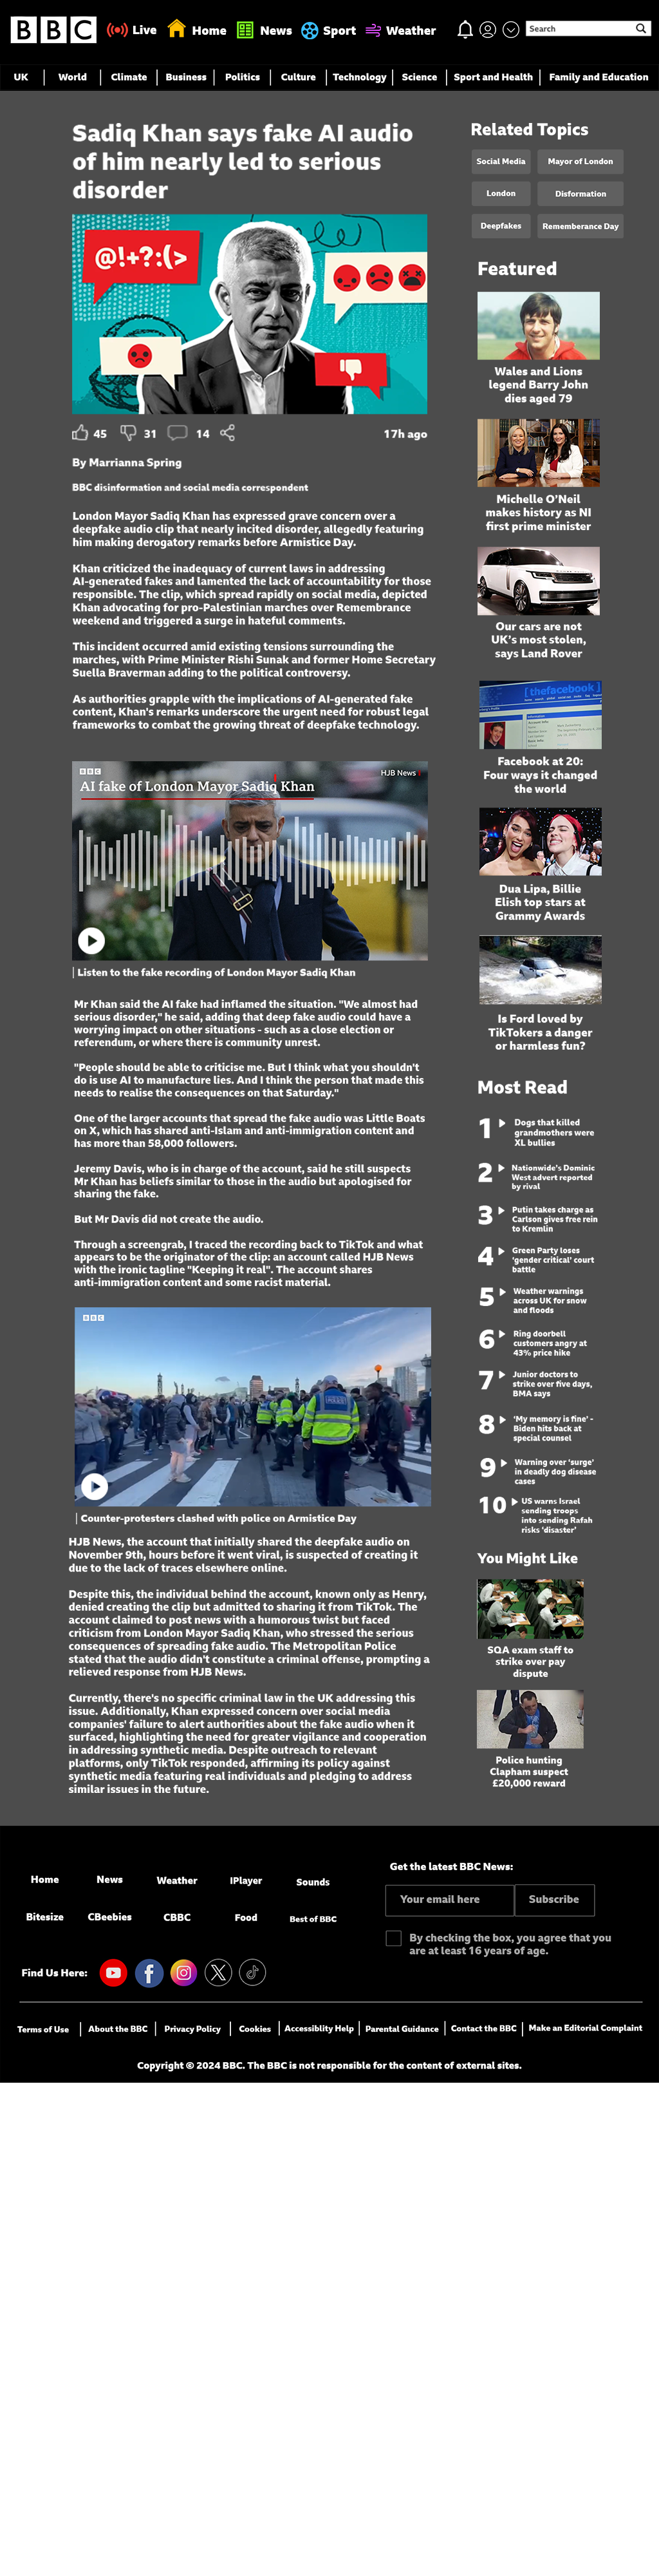 BBC
Live
Home
News
Sport
Weather
Search
UK
World
Climate
Business
Politics
Culture
Technology
Science
Sport and Health
Family and Education
Sadiq Khan says fake AI audio
of him nearly led to serious
disorder
@!+?:(>
45
31
14
17h ago
By Marrianna Spring
BBC disinformation and social media correspondent
London Mayor Sadiq Khan has expressed grave concern over a
deepfake audio clip that nearly incited disorder, allegedly featuring
him making derogatory remarks before Armistice Day.
Khan criticized the inadequacy of current laws in addressing
AI-generated fakes and lamented the lack of accountability for those
responsible. The clip, which spread rapidly on social media, depicted
Khan advocating for pro-Palestinian marches over Remembrance
weekend and triggered a surge in hateful comments.
This incident occurred amid existing tensions surrounding the
marches, with Prime Minister Rishi Sunak and former Home Secretary
Suella Braverman adding to the political controversy.
As authorities grapple with the implications of AI-generated fake
content, Khan's remarks underscore the urgent need for robust legal
frameworks to combat the growing threat of deepfake technology.
BBC
HJB News
AI fake of London Mayor Sadiq Khan
Listen to the fake recording of London Mayor Sadiq Khan
Mr Khan said the AI fake had inflamed the situation. "We almost had
serious disorder," he said, adding that deep fake audio could have a
worrying impact on other situations - such as a close election or
referendum, or where there is community unrest.
"People should be able to criticise me. But I think what you shouldn't
do is use AI to manufacture lies. And I think the person that made this
needs to realise the consequences on that Saturday."
One of the larger accounts that spread the fake audio was Little Boats
on X, which has shared anti-Islam and anti-immigration content and
has more than 58,000 followers.
Jeremy Davis, who is in charge of the account, said he still suspects
Mr Khan has beliefs similar to those in the audio but apologised for
sharing the fake.
But Mr Davis did not create the audio.
Through a screengrab, I traced the recording back to TikTok and what
appears to be the originator of the clip: an account called HJB News
with the ironic tagline "Keeping it real". The account shares
anti-immigration content and some racist material.
BBC
Counter-protesters clashed with police on Armistice Day
HJB News, the account that initially shared the deepfake audio on
November 9th, hours before it went viral, is suspected of creating it
due to the lack of traces elsewhere online.
Despite this, the individual behind the account, known only as Henry,
denied creating the clip but admitted to sharing it from TikTok. The
account claimed to post news with a humorous twist but faced
criticism from London Mayor Sadiq Khan, who stressed the serious
consequences of spreading fake audio. The Metropolitan Police
stated that the audio didn't constitute a criminal offense, prompting a
relieved response from HJB News.
Currently, there's no specific criminal law in the UK addressing this
issue. Additionally, Khan expressed concern over social media
companies' failure to alert authorities about the fake audio when it
surfaced, highlighting the need for greater vigilance and cooperation
in addressing synthetic media. Despite outreach to relevant
platforms, only TikTok responded, affirming its policy against
synthetic media featuring real individuals and pledging to address
similar issues in the future.
Related Topics
Social Media
Mayor of London
London
Disformation
Deepfakes
Rememberance Day
Featured
Wales and Lions
legend Barry John
dies aged 79
Michelle O'Neil
makes history as NI
first prime minister
Our cars are not
UK's most stolen,
says Land Rover
[ thefacebook ]
Facebook at 20:
Four ways it changed
the world
Dua Lipa, Billie
Elish top stars at
Grammy Awards
Is Ford loved by
TikTokers a danger
or harmless fun?
Most Read
1
Dogs that killed
grandmothers were
XL bullies
2
Nationwide's Dominic
West advert reported
by rival
3
Putin takes charge as
Carlson gives free rein
to Kremlin
4
Green Party loses
'gender critical' court
battle
5
Weather warnings
across UK for snow
and floods
6
Ring doorbell
customers angry at
43% price hike
7
Junior doctors to
strike over five days,
BMA says
8
'My memory is fine' -
Biden hits back at
special counsel
9
Warning over 'surge'
in deadly dog disease
cases
10
US warns Israel
sending troops
into sending Rafah
risks 'disaster'
You Might Like
SQA exam staff to
strike over pay
dispute
Police hunting
Clapham suspect
£20,000 reward
Home
News
Weather
IPlayer
Sounds
Bitesize
CBeebies
CBBC
Food
Best of BBC
Find Us Here:
Get the latest BBC News:
Your email here
Subscribe
By checking the box, you agree that you
are at least 16 years of age.
Terms of Use
About the BBC
Privacy Policy
Cookies
Accessiblity Help
Parental Guidance
Contact the BBC
Make an Editorial Complaint
Copyright © 2024 BBC. The BBC is not responsible for the content of external sites.